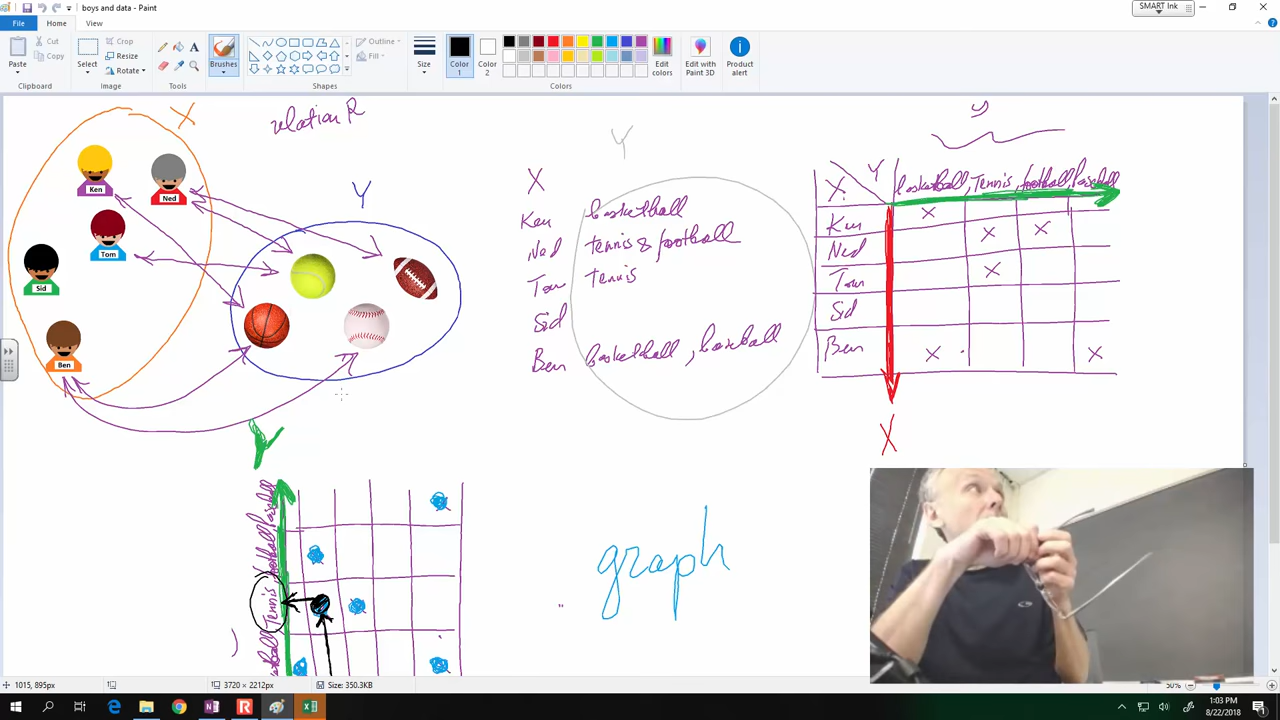 boys and data - Paint
SMART Ink
File Home View
Paste
Cut
Copy
Clipboard
Select
Crop
Resize
Rotate
Image
Tools
Brushes
Shapes
Outline
Fill
Size
Color 1
Color 2
Colors
Edit colors
Edit with Paint 3D
Product alert
X
relation R
Ken
Ned
Tom
Sid
Ben
Y
Y
X
Ken basketball
Ned tennis & football
Tom tennis
Sid
Ben basketball, baseball
y
X Y basketball, Tennis, football, baseball
Ken x
Ned x x
Tom x
Sid
Ben x x
X
Y
Tennis football baseball
graph
1015, 895px
3720 × 2212px
Size: 350.3KB
50%
1:03 PM
8/22/2018